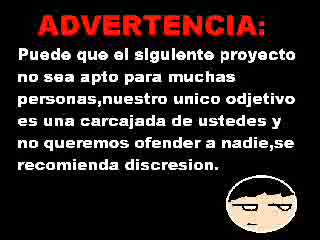 ADVERTENCIA:
Puede que el siguiente proyecto
no sea apto para muchas
personas,nuestro unico odjetivo
es una carcajada de ustedes y
no queremos ofender a nadie,se
recomienda discresion.